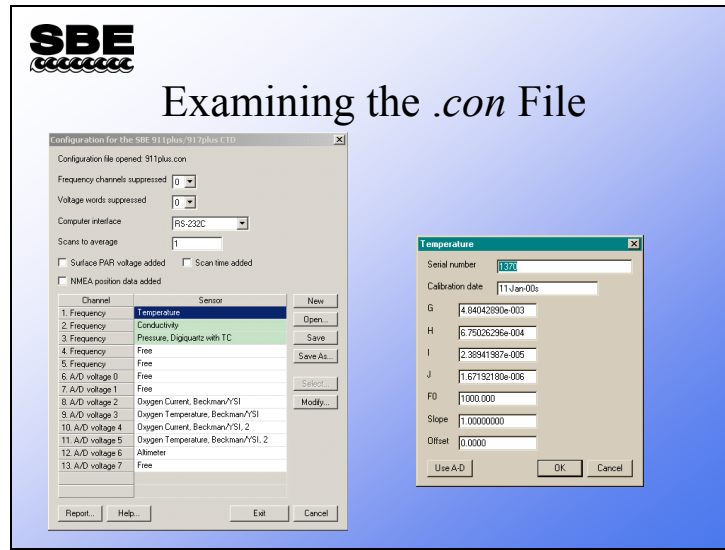 SBE
Examining the .con File
Configuration for the SBE 911plus/917plus CTD
Configuration file opened: 911plus.con
Frequency channels suppressed 0
Voltage words suppressed 0
Computer interface RS-232C
Scans to average 1
Surface PAR voltage added Scan time added
NMEA position data added
Channel Sensor New
1. Frequency Temperature
2. Frequency Conductivity Open...
3. Frequency Pressure, Digiquartz with TC Save
4. Frequency Free Save As...
5. Frequency Free
6. A/D voltage 0 Free Select...
7. A/D voltage 1 Free
8. A/D voltage 2 Oxygen Current, Beckman/YSI Modify...
9. A/D voltage 3 Oxygen Temperature, Beckman/YSI
10. A/D voltage 4 Oxygen Current, Beckman/YSI, 2
11. A/D voltage 5 Oxygen Temperature, Beckman/YSI, 2
12. A/D voltage 6 Altimeter
13. A/D voltage 7 Free
Report... Help... Exit Cancel
Temperature
Serial number 1370
Calibration date 11-Jan-00s
G 4.84042890e-003
H 6.75026296e-004
I 2.38941987e-005
J 1.67192180e-006
F0 1000.000
Slope 1.00000000
Offset 0.0000
Use A-D OK Cancel